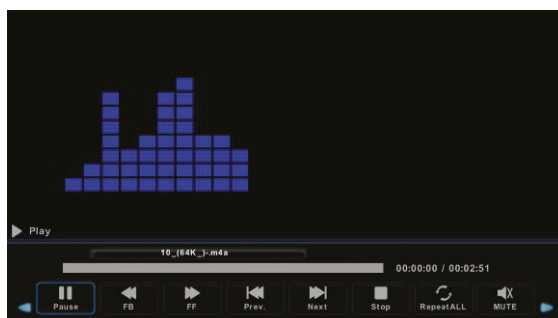 Play
10_(64K_)-.m4a
00:00:00 / 00:02:51
Pause FB FF Prev. Next Stop RepeatALL MUTE